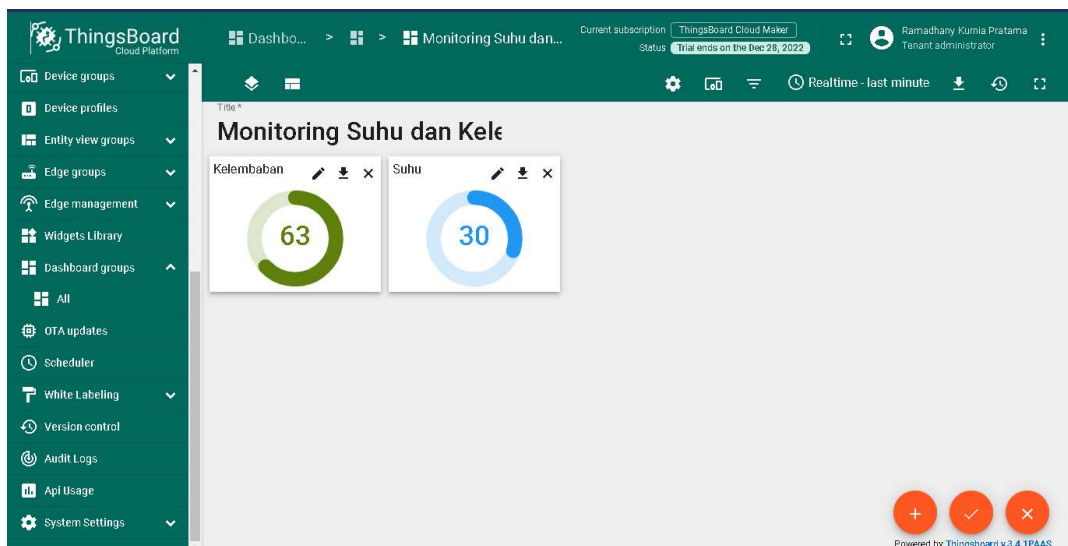 ThingsBoard
Cloud Platform
Dashbo... > > Monitoring Suhu dan...
Current subscription ThingsBoard Cloud Maker
Status Trial ends on the Dec 28, 2022
Ramadhany Kurnia Pratama
Tenant administrator
Device groups
Device profiles
Entity view groups
Edge groups
Edge management
Widgets Library
Dashboard groups
All
OTA updates
Scheduler
White Labeling
Version control
Audit Logs
Api Usage
System Settings
Realtime - last minute
Title *
Monitoring Suhu dan Kele
Kelembaban
63
Suhu
30
Powered by Thingsboard v.3.4.1PAAS